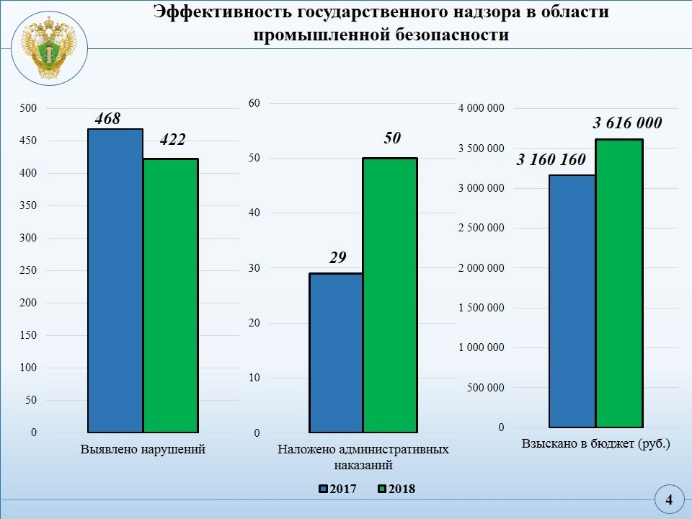 Эффективность государственного надзора в области
промышленной безопасности
500
450
400
350
300
250
200
150
100
50
0
468
422
Выявлено нарушений
60
50
40
30
20
10
0
29
50
Наложено административных
наказаний
4 000 000
3 500 000
3 000 000
2 500 000
2 000 000
1 500 000
1 000 000
500 000
0
3 160 160
3 616 000
Взыскано в бюджет (руб.)
2017
2018
4